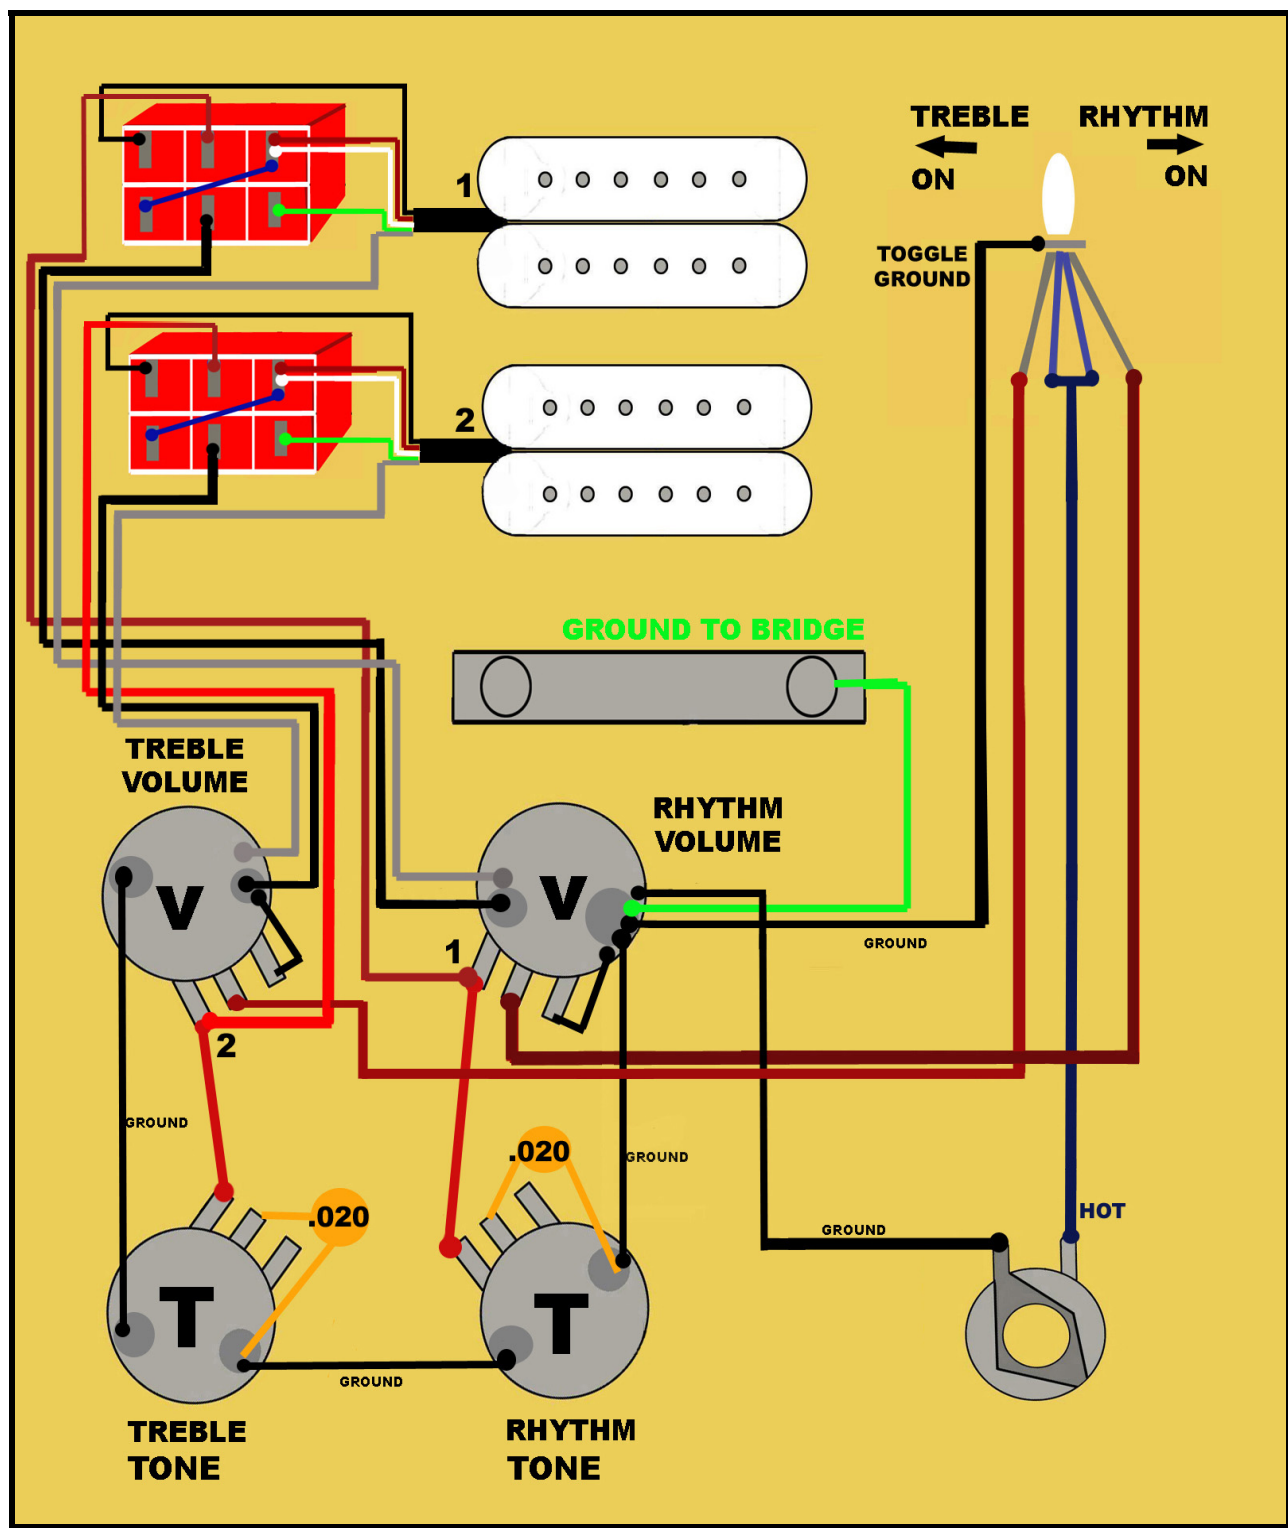 TREBLE
RHYTHM
ON
ON
1
TOGGLE
GROUND
2
GROUND TO BRIDGE
TREBLE
VOLUME
RHYTHM
VOLUME
V
V
1
GROUND
2
GROUND
.020
GROUND
.020
HOT
GROUND
T
T
GROUND
TREBLE
TONE
RHYTHM
TONE